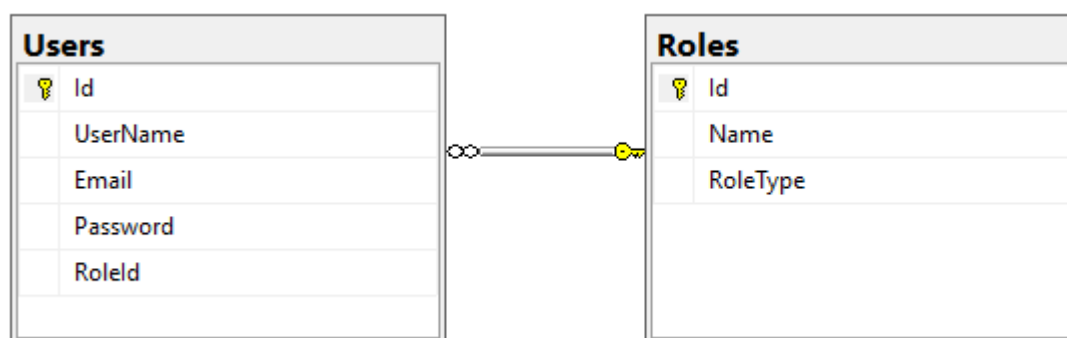 Users
Id
UserName
Email
Password
RoleId
Roles
Id
Name
RoleType